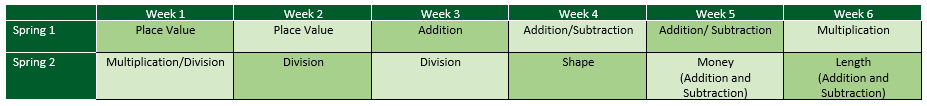 Week 1 Week 2 Week 3 Week 4 Week 5 Week 6
Spring 1 Place Value Place Value Addition Addition/Subtraction Addition/ Subtraction Multiplication
Spring 2 Multiplication/Division Division Division Shape Money Length
(Addition and (Addition and
Subtraction) Subtraction)